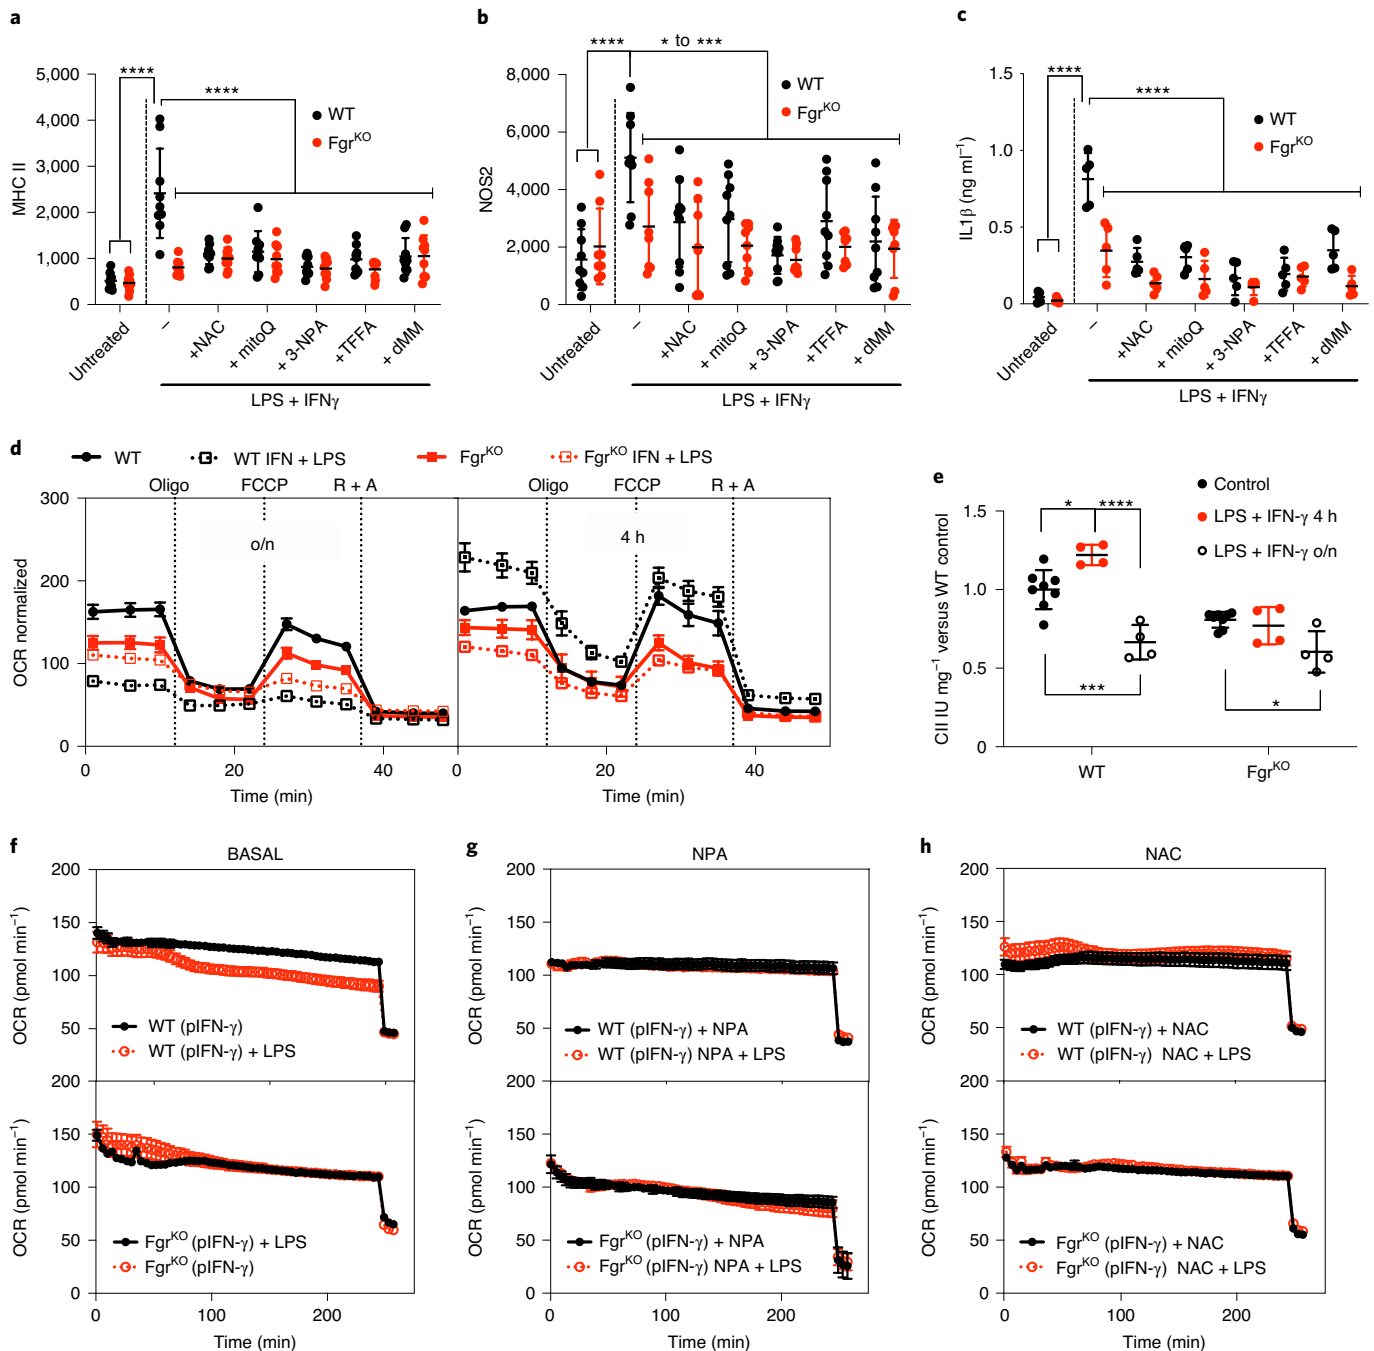 a
MHC II
5,000
4,000
3,000
2,000
1,000
0
****
****
WT
Fgr^KO
Untreated
–
+NAC
+ mitoQ
+ 3-NPA
+TFFA
+ dMM
LPS + IFNγ
b
NOS2
8,000
6,000
4,000
2,000
0
****
* to ***
WT
Fgr^KO
Untreated
–
+NAC
+ mitoQ
+ 3-NPA
+TFFA
+ dMM
LPS + IFNγ
c
IL1β (ng ml⁻¹)
1.5
1.0
0.5
0
****
****
WT
Fgr^KO
Untreated
–
+NAC
+ mitoQ
+ 3-NPA
+TFFA
+ dMM
LPS + IFNγ
d
WT
WT IFN + LPS
Fgr^KO
Fgr^KO IFN + LPS
Oligo
FCCP
R + A
Oligo
FCCP
R + A
OCR normalized
300
200
100
0
o/n
4 h
0
20
40
0
20
40
Time (min)
Time (min)
e
CII IU mg⁻¹ versus WT control
1.5
1.0
0.5
0
*
****
***
*
Control
LPS + IFN-γ 4 h
LPS + IFN-γ o/n
WT
Fgr^KO
f
BASAL
OCR (pmol min⁻¹)
200
150
100
50
WT (pIFN-γ)
WT (pIFN-γ) + LPS
OCR (pmol min⁻¹)
200
150
100
50
0
Fgr^KO (pIFN-γ) + LPS
Fgr^KO (pIFN-γ)
0
100
200
Time (min)
g
NPA
OCR (pmol min⁻¹)
200
150
100
50
WT (pIFN-γ) + NPA
WT (pIFN-γ) NPA + LPS
OCR (pmol min⁻¹)
200
150
100
50
0
Fgr^KO (pIFN-γ) + NPA
Fgr^KO (pIFN-γ) NPA + LPS
0
100
200
Time (min)
h
NAC
OCR (pmol min⁻¹)
200
150
100
50
WT (pIFN-γ) + NAC
WT (pIFN-γ) NAC + LPS
OCR (pmol min⁻¹)
200
150
100
50
0
Fgr^KO (pIFN-γ) + NAC
Fgr^KO (pIFN-γ) NAC + LPS
0
100
200
Time (min)